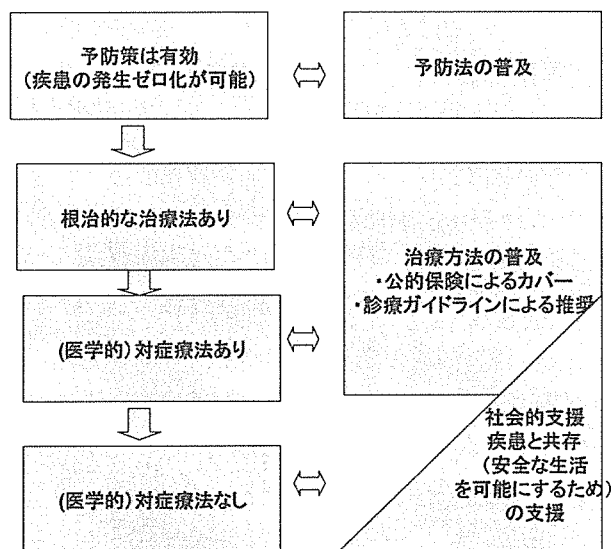 予防策は有効
(疾患の発生ゼロ化が可能)
予防法の普及
根治的な治療法あり
治療方法の普及
・公的保険によるカバー
・診療ガイドラインによる推奨
(医学的)対症療法あり
社会的支援
疾患と共存
(安全な生活
を可能にするため)
の支援
(医学的)対症療法なし